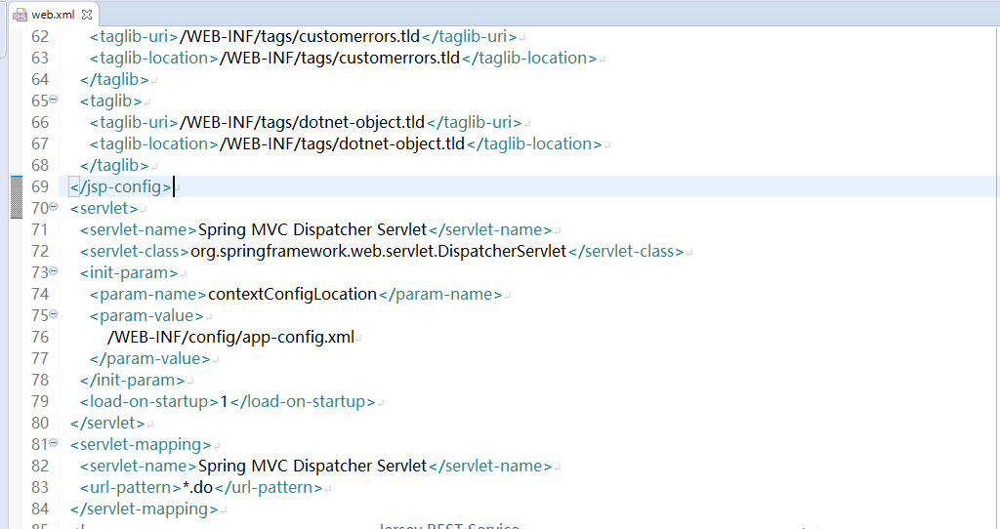 web.xml
62 <taglib-uri>/WEB-INF/tags/customerrors.tld</taglib-uri>
63 <taglib-location>/WEB-INF/tags/customerrors.tld</taglib-location>
64 </taglib>
65 <taglib>
66 <taglib-uri>/WEB-INF/tags/dotnet-object.tld</taglib-uri>
67 <taglib-location>/WEB-INF/tags/dotnet-object.tld</taglib-location>
68 </taglib>
69 </jsp-config>
70 <servlet>
71 <servlet-name>Spring MVC Dispatcher Servlet</servlet-name>
72 <servlet-class>org.springframework.web.servlet.DispatcherServlet</servlet-class>
73 <init-param>
74 <param-name>contextConfigLocation</param-name>
75 <param-value>
76 /WEB-INF/config/app-config.xml
77 </param-value>
78 </init-param>
79 <load-on-startup>1</load-on-startup>
80 </servlet>
81 <servlet-mapping>
82 <servlet-name>Spring MVC Dispatcher Servlet</servlet-name>
83 <url-pattern>*.do</url-pattern>
84 </servlet-mapping>
85 Jersey REST Service